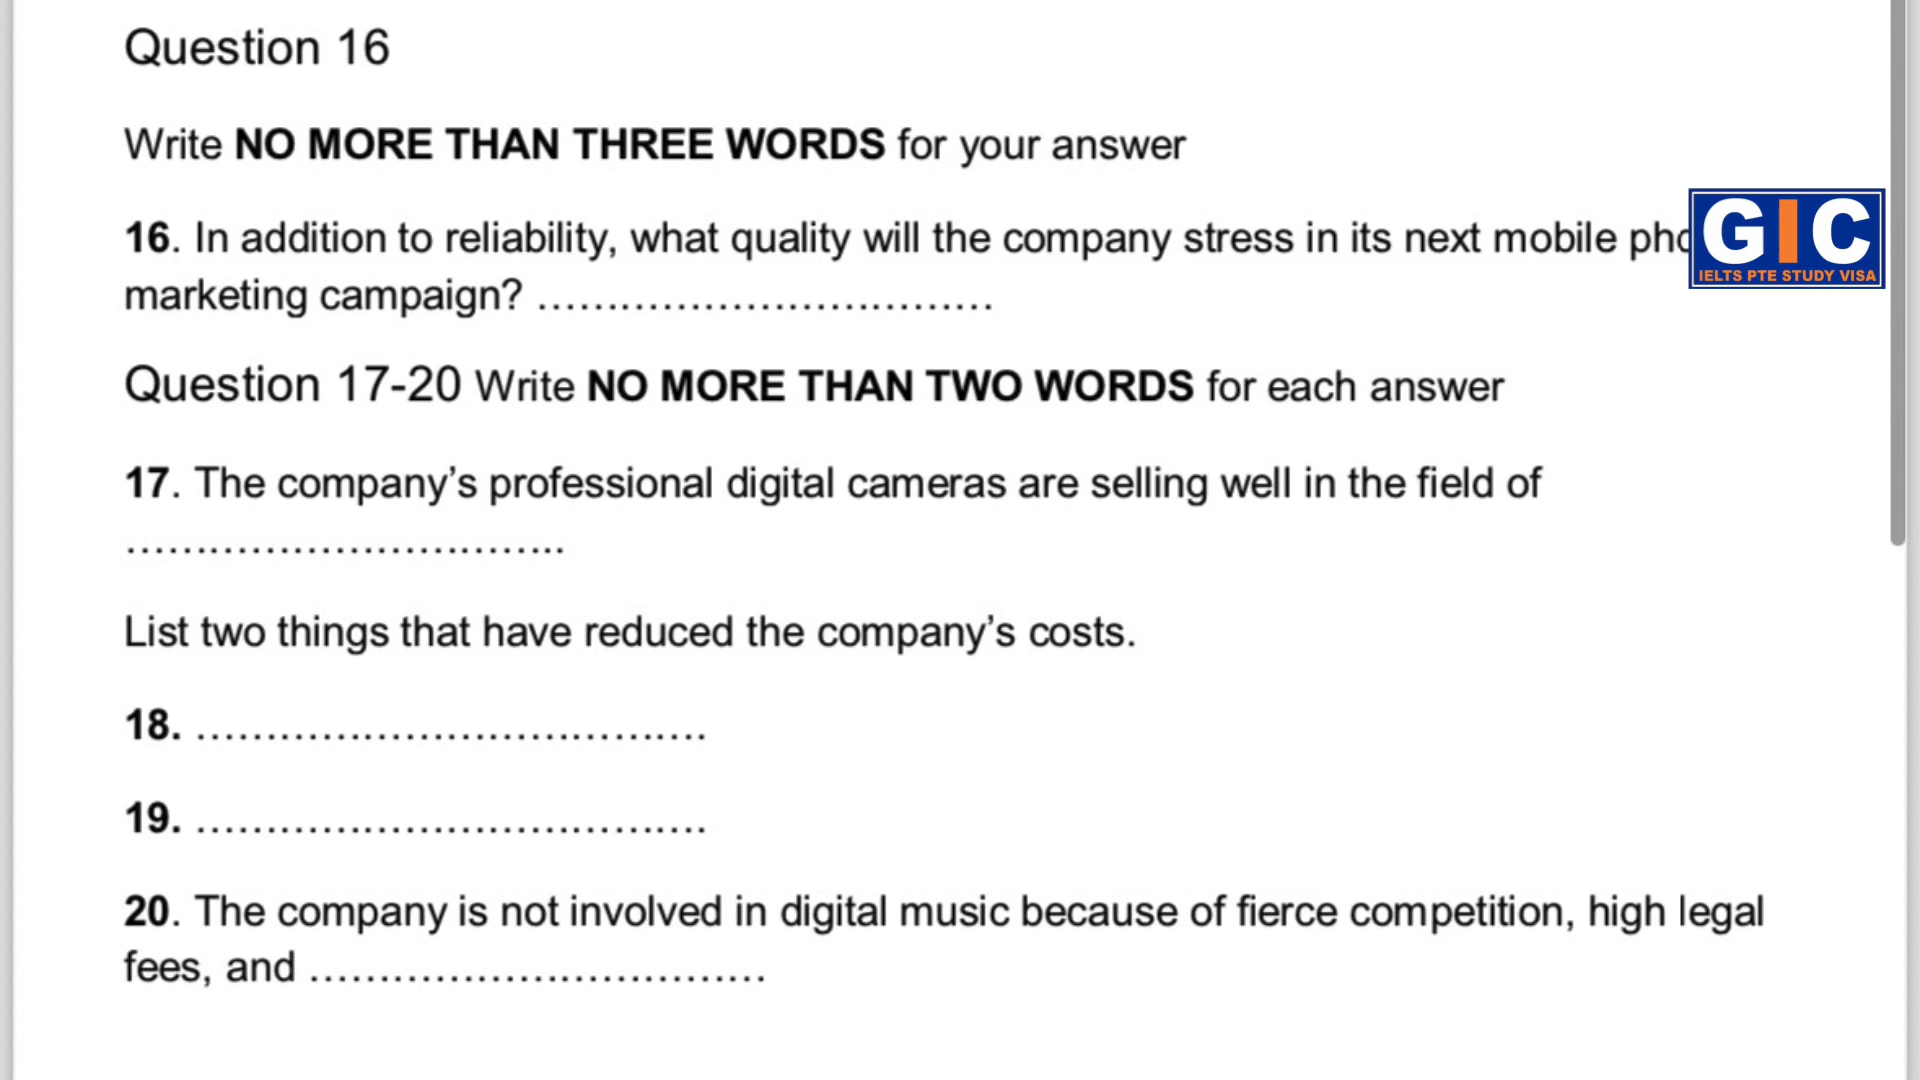 Question 16
Write NO MORE THAN THREE WORDS for your answer
16. In addition to reliability, what quality will the company stress in its next mobile
marketing campaign? .................................
GIC
IELTS PTE STUDY VISA
Question 17-20 Write NO MORE THAN TWO WORDS for each answer
17. The company’s professional digital cameras are selling well in the field of
................................
List two things that have reduced the company’s costs.
18. .....................................
19. .....................................
20. The company is not involved in digital music because of fierce competition, high legal
fees, and .................................